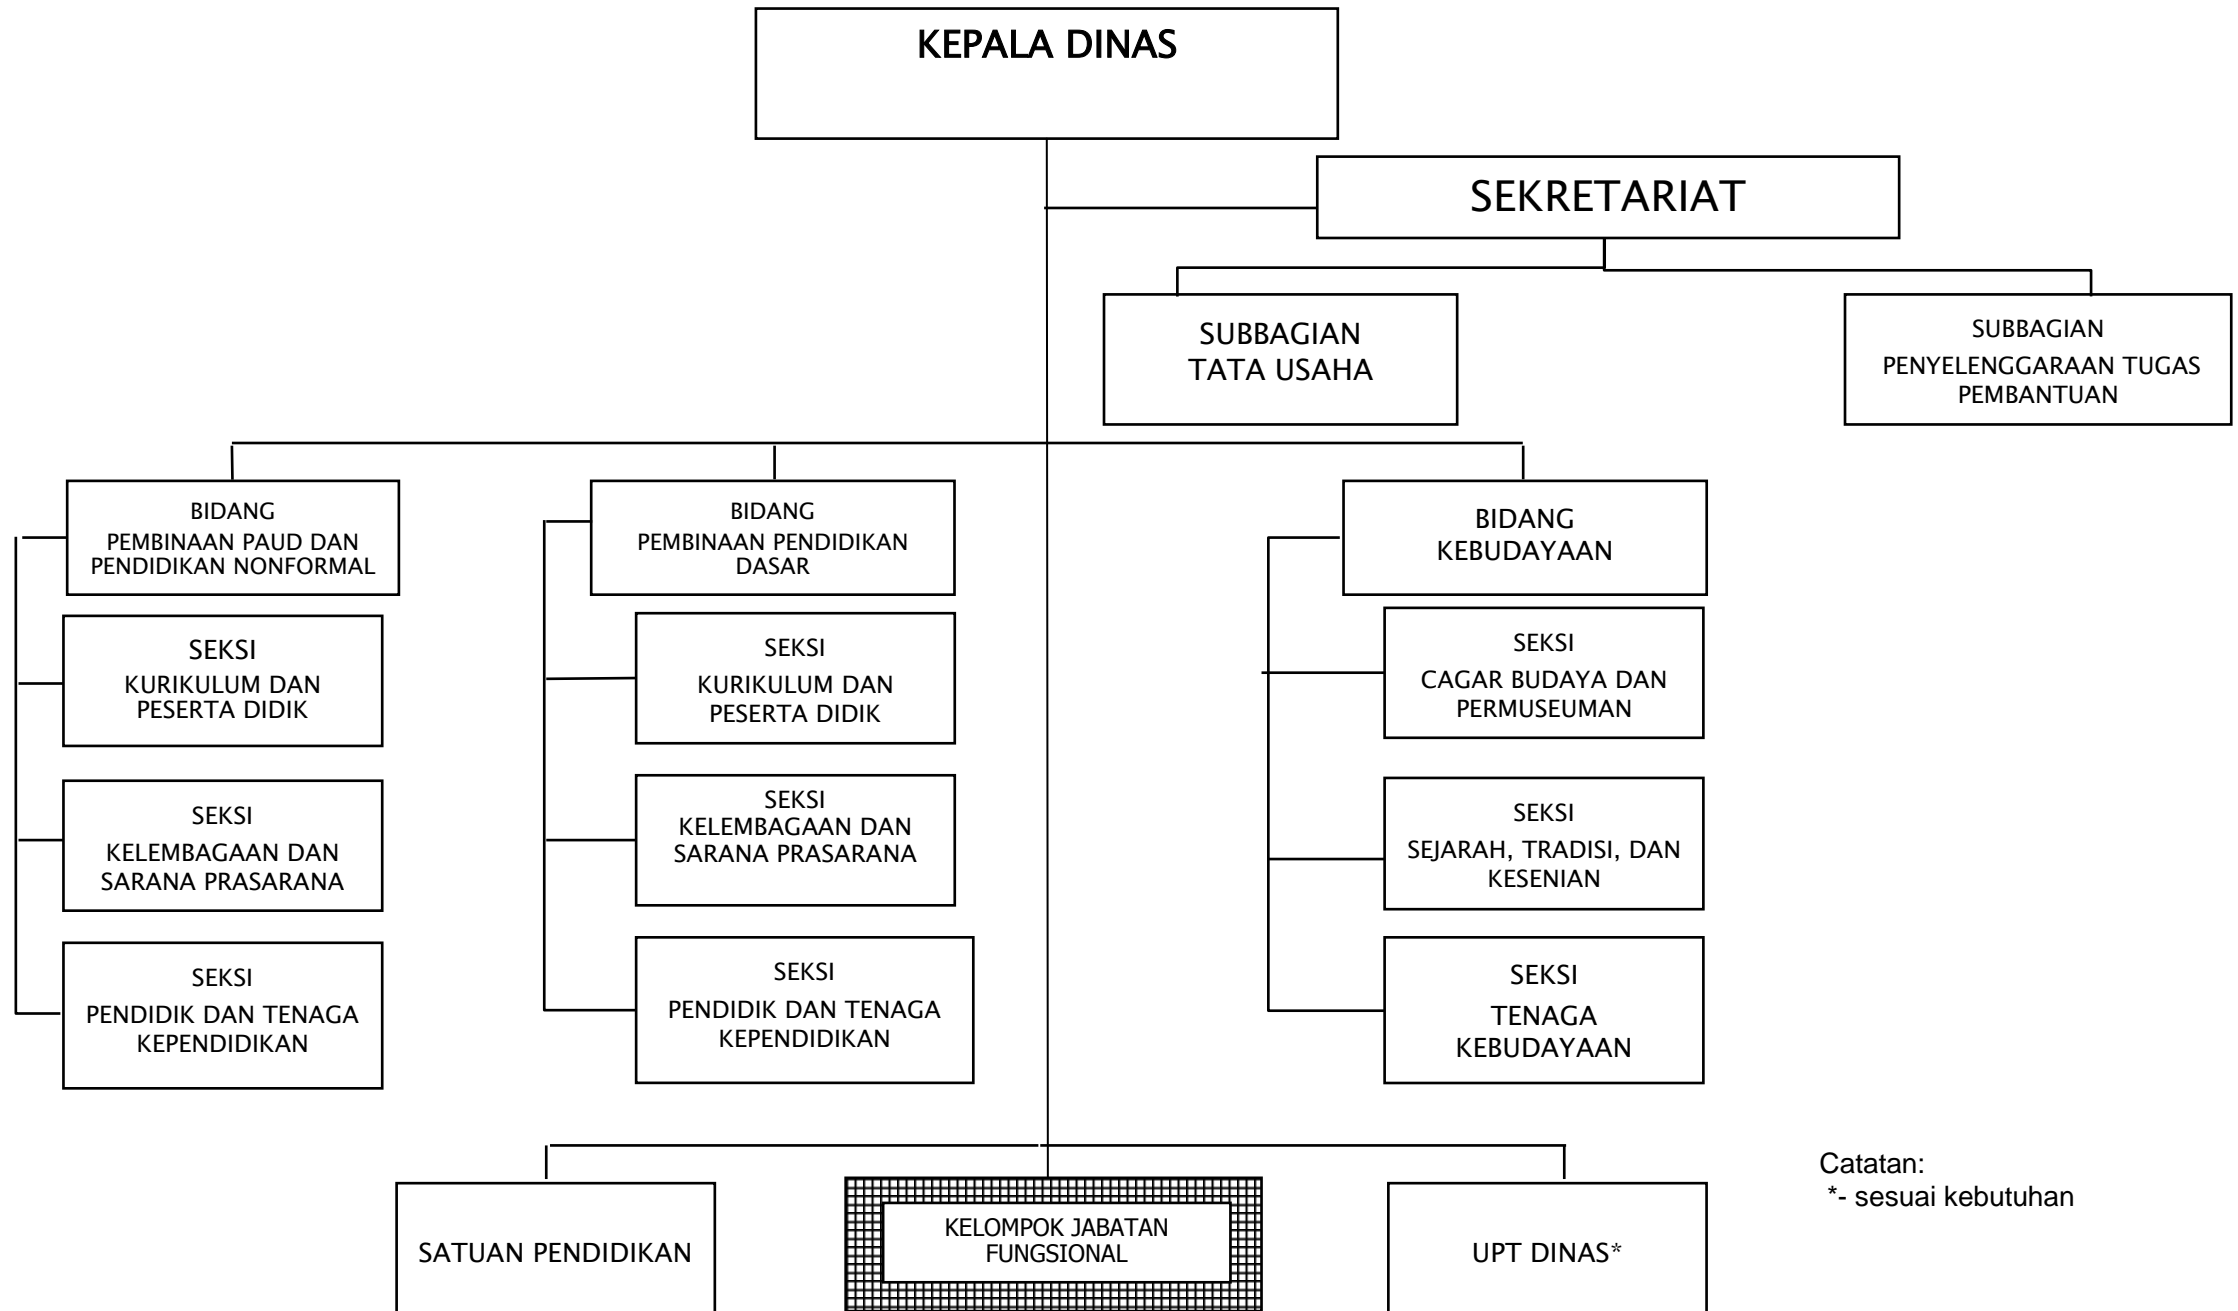 KEPALA DINAS
SEKRETARIAT
SUBBAGIAN
TATA USAHA
SUBBAGIAN
PENYELENGGARAAN TUGAS
PEMBANTUAN
BIDANG
PEMBINAAN PAUD DAN
PENDIDIKAN NONFORMAL
SEKSI
KURIKULUM DAN
PESERTA DIDIK
SEKSI
KELEMBAGAAN DAN
SARANA PRASARANA
SEKSI
PENDIDIK DAN TENAGA
KEPENDIDIKAN
BIDANG
PEMBINAAN PENDIDIKAN
DASAR
SEKSI
KURIKULUM DAN
PESERTA DIDIK
SEKSI
KELEMBAGAAN DAN
SARANA PRASARANA
SEKSI
PENDIDIK DAN TENAGA
KEPENDIDIKAN
BIDANG
KEBUDAYAAN
SEKSI
CAGAR BUDAYA DAN
PERMUSEUMAN
SEKSI
SEJARAH, TRADISI, DAN
KESENIAN
SEKSI
TENAGA
KEBUDAYAAN
SATUAN PENDIDIKAN
KELOMPOK JABATAN
FUNGSIONAL
UPT DINAS*
Catatan:
*- sesuai kebutuhan